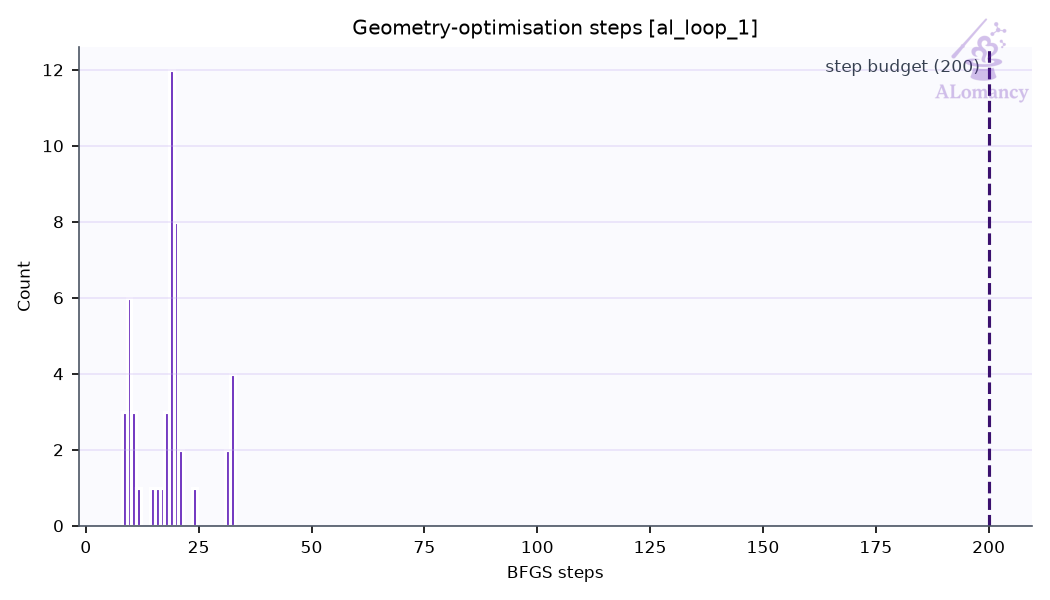 Geometry-optimisation steps [al_loop_1]
step budget (200)
ALomancy
Count
12
10
8
6
4
2
0
0 25 50 75 100 125 150 175 200
BFGS steps